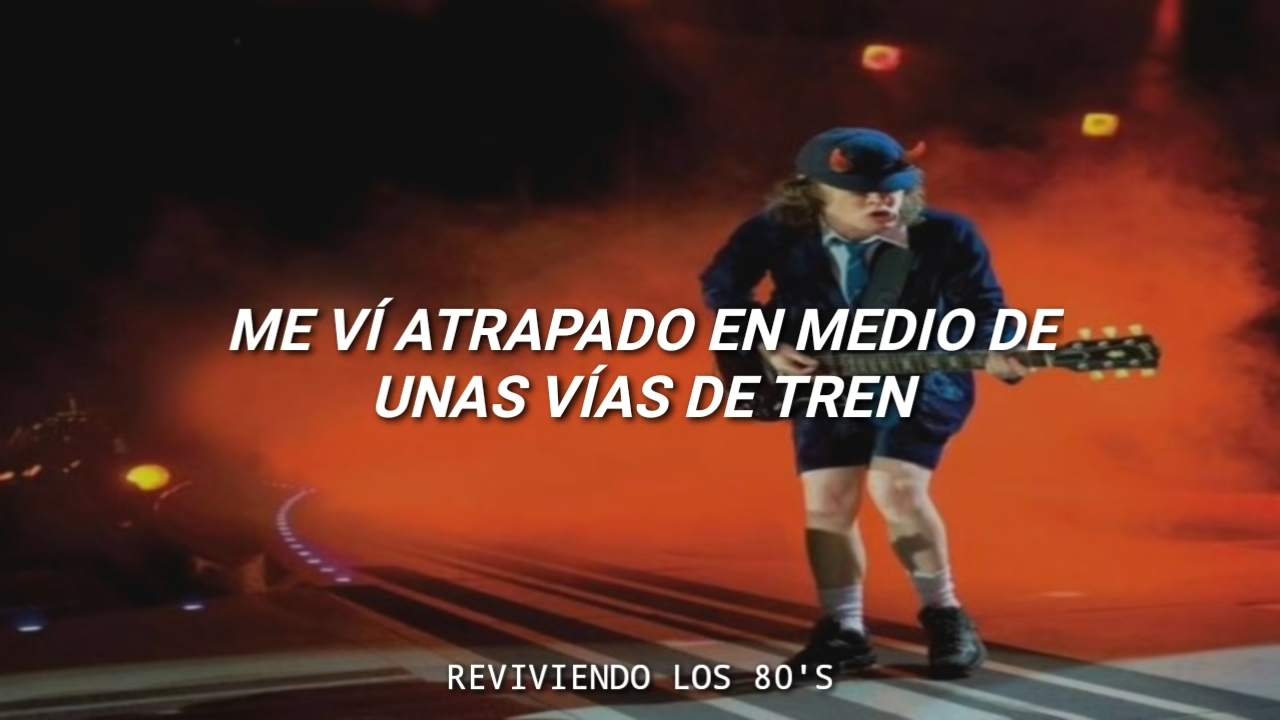 ME VÍ ATRAPADO EN MEDIO DE
UNAS VÍAS DE TREN
REVIVIENDO LOS 80'S